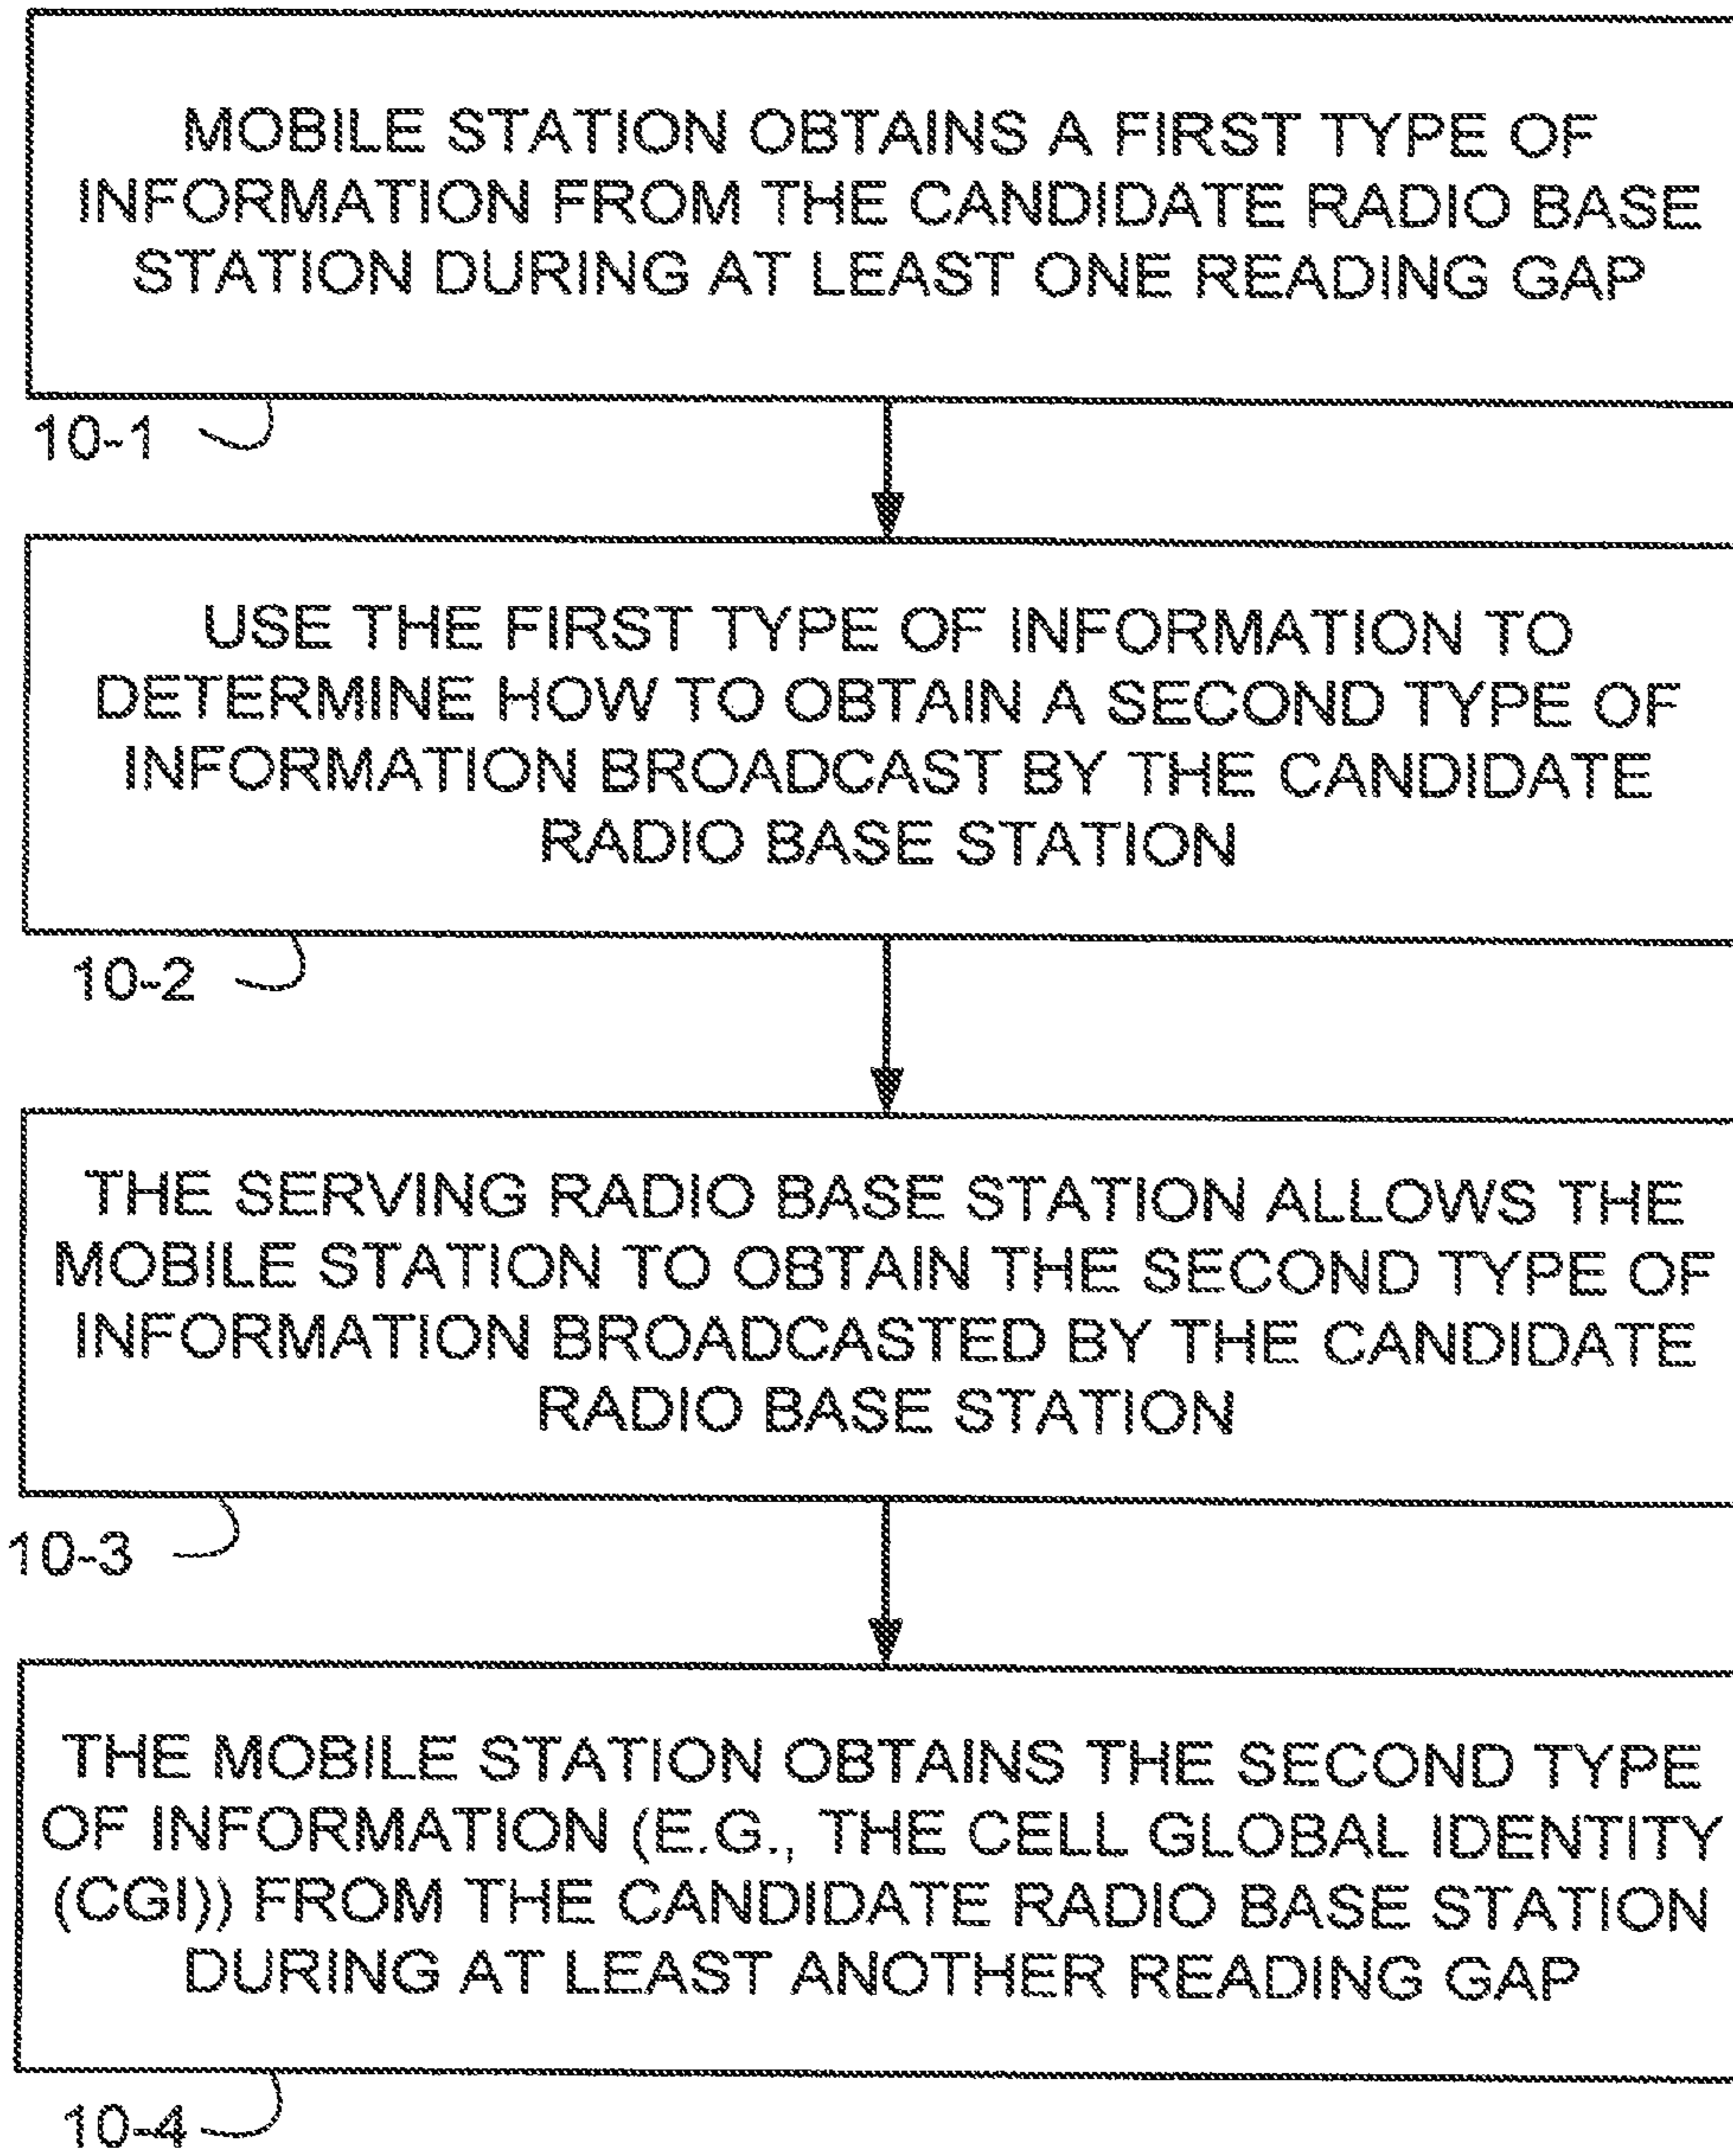 MOBILE STATION OBTAINS A FIRST TYPE OF
INFORMATION FROM THE CANDIDATE RADIO BASE
STATION DURING AT LEAST ONE READING GAP
10-1
USE THE FIRST TYPE OF INFORMATION TO
DETERMINE HOW TO OBTAIN A SECOND TYPE OF
INFORMATION BROADCAST BY THE CANDIDATE
RADIO BASE STATION
10-2
THE SERVING RADIO BASE STATION ALLOWS THE
MOBILE STATION TO OBTAIN THE SECOND TYPE OF
INFORMATION BROADCASTED BY THE CANDIDATE
RADIO BASE STATION
10-3
THE MOBILE STATION OBTAINS THE SECOND TYPE
OF INFORMATION (E.G., THE CELL GLOBAL IDENTITY
(CGI)) FROM THE CANDIDATE RADIO BASE STATION
DURING AT LEAST ANOTHER READING GAP
10-4